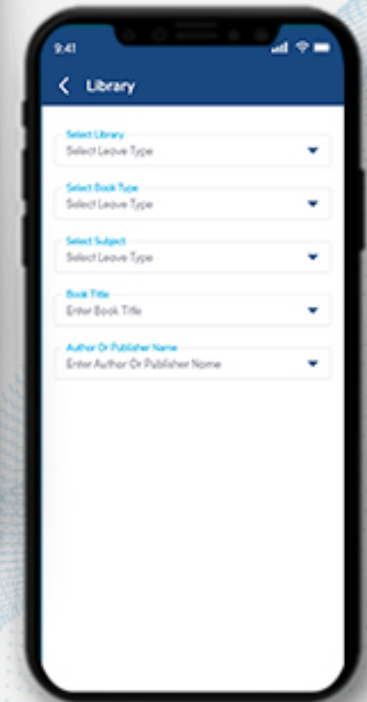 9:41
Library
Select Library
Select Leave Type
Select Book Type
Select Leave Type
Select Subject
Select Leave Type
Book Title
Enter Book Title
Author Or Publisher Name
Enter Author Or Publisher Name